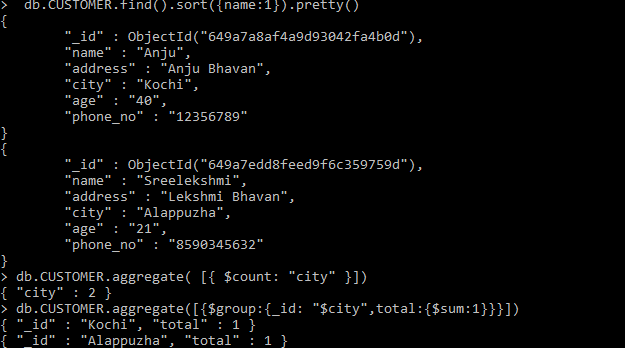 >  db.CUSTOMER.find().sort({name:1}).pretty()
{
        "_id" : ObjectId("649a7a8af4a9d93042fa4b0d"),
        "name" : "Anju",
        "address" : "Anju Bhavan",
        "city" : "Kochi",
        "age" : "40",
        "phone_no" : "12356789"
}
{
        "_id" : ObjectId("649a7edd8feed9f6c359759d"),
        "name" : "Sreelekshmi",
        "address" : "Lekshmi Bhavan",
        "city" : "Alappuzha",
        "age" : "21",
        "phone_no" : "8590345632"
}
> db.CUSTOMER.aggregate( [{ $count: "city" }])
{ "city" : 2 }
> db.CUSTOMER.aggregate([{$group:{_id: "$city",total:{$sum:1}}}])
{ "_id" : "Kochi", "total" : 1 }
{ "_id" : "Alappuzha", "total" : 1 }